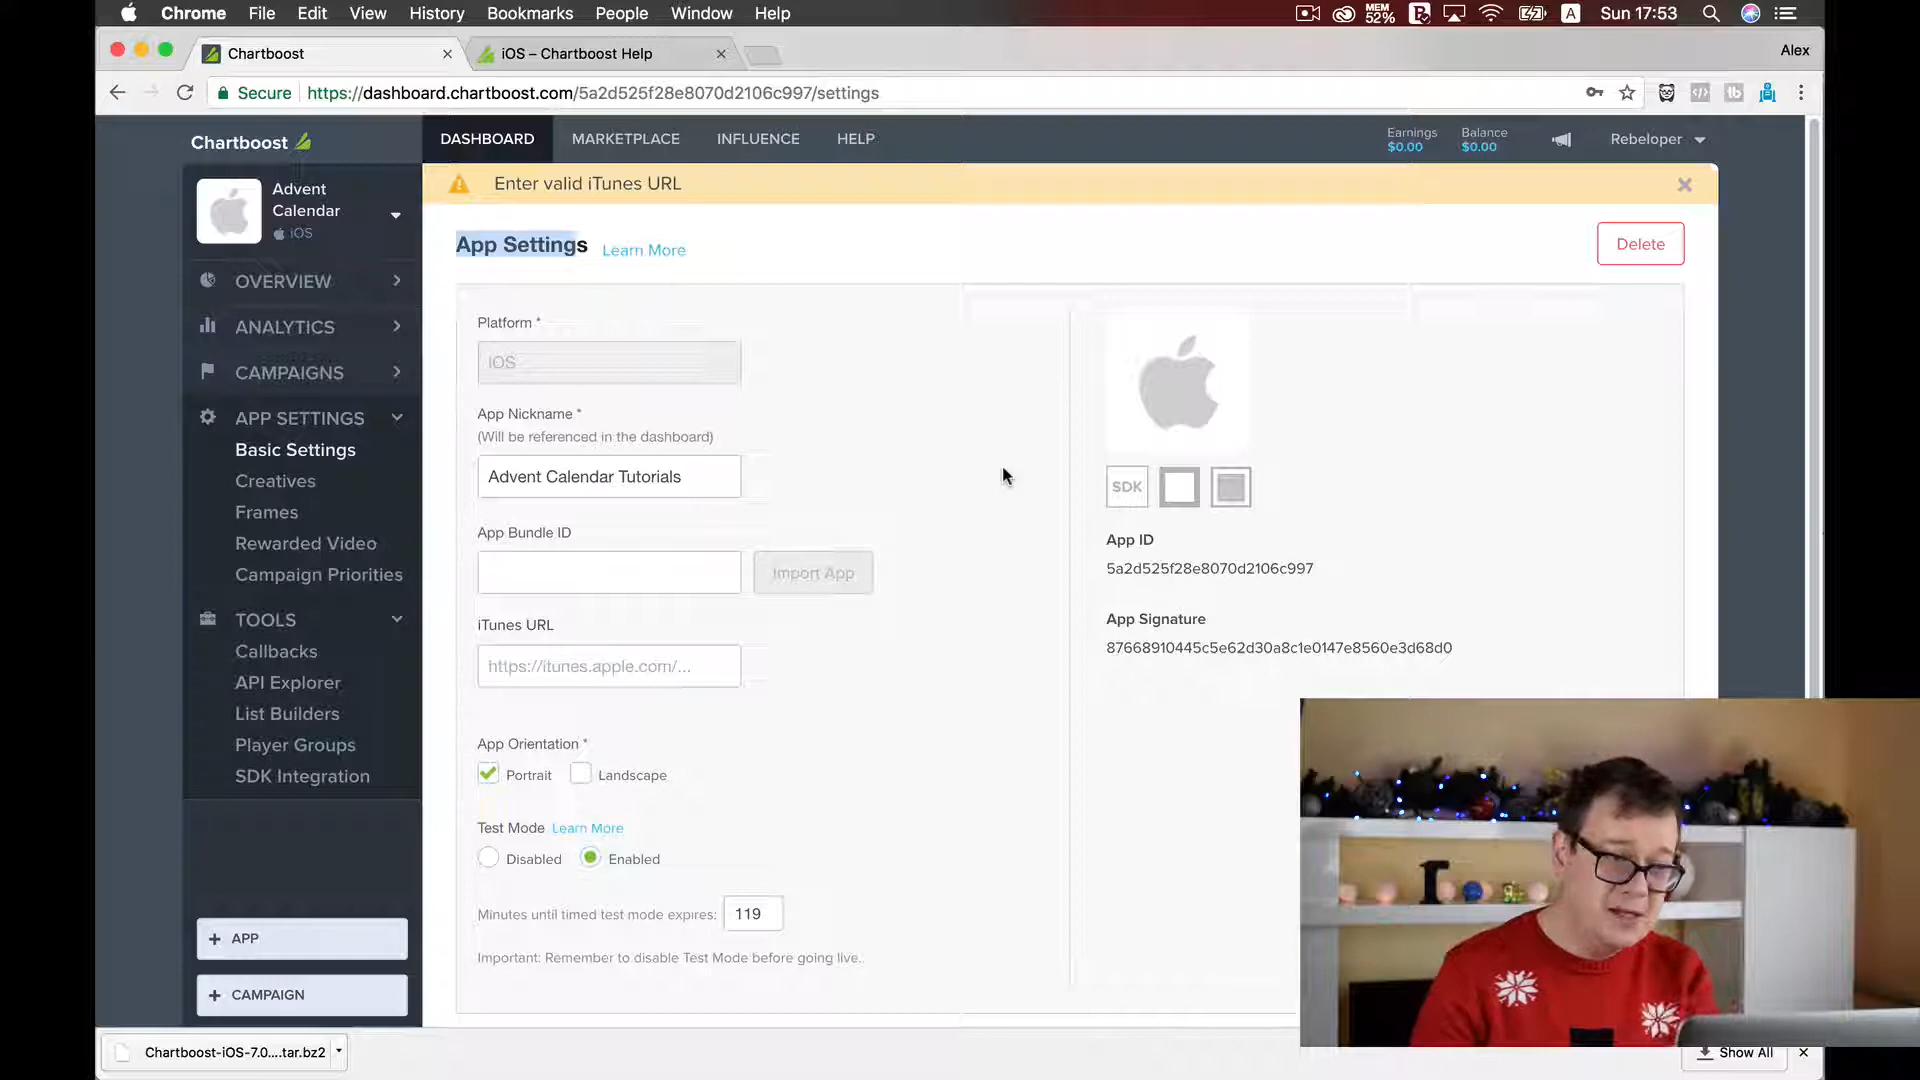 Chrome File Edit View History Bookmarks People Window Help
MEM
52%
A
Sun 17:53
Chartboost
iOS – Chartboost Help
Alex
Secure
https://dashboard.chartboost.com/5a2d525f28e8070d2106c997/settings
Chartboost
DASHBOARD
MARKETPLACE
INFLUENCE
HELP
Earnings
$0.00
Balance
$0.00
Rebeloper
Advent
Calendar
iOS
Enter valid iTunes URL
App Settings
Learn More
Delete
OVERVIEW
ANALYTICS
CAMPAIGNS
APP SETTINGS
Basic Settings
Creatives
Frames
Rewarded Video
Campaign Priorities
TOOLS
Callbacks
API Explorer
List Builders
Player Groups
SDK Integration
+ APP
+ CAMPAIGN
Platform *
iOS
App Nickname *
(Will be referenced in the dashboard)
Advent Calendar Tutorials
App Bundle ID
Import App
iTunes URL
https://itunes.apple.com/...
App Orientation *
Portrait
Landscape
Test Mode Learn More
Disabled
Enabled
Minutes until timed test mode expires: 119
Important: Remember to disable Test Mode before going live.
SDK
App ID
5a2d525f28e8070d2106c997
App Signature
87668910445c5e62d30a8c1e0147e8560e3d68d0
Chartboost-iOS-7.0....tar.bz2
Show All